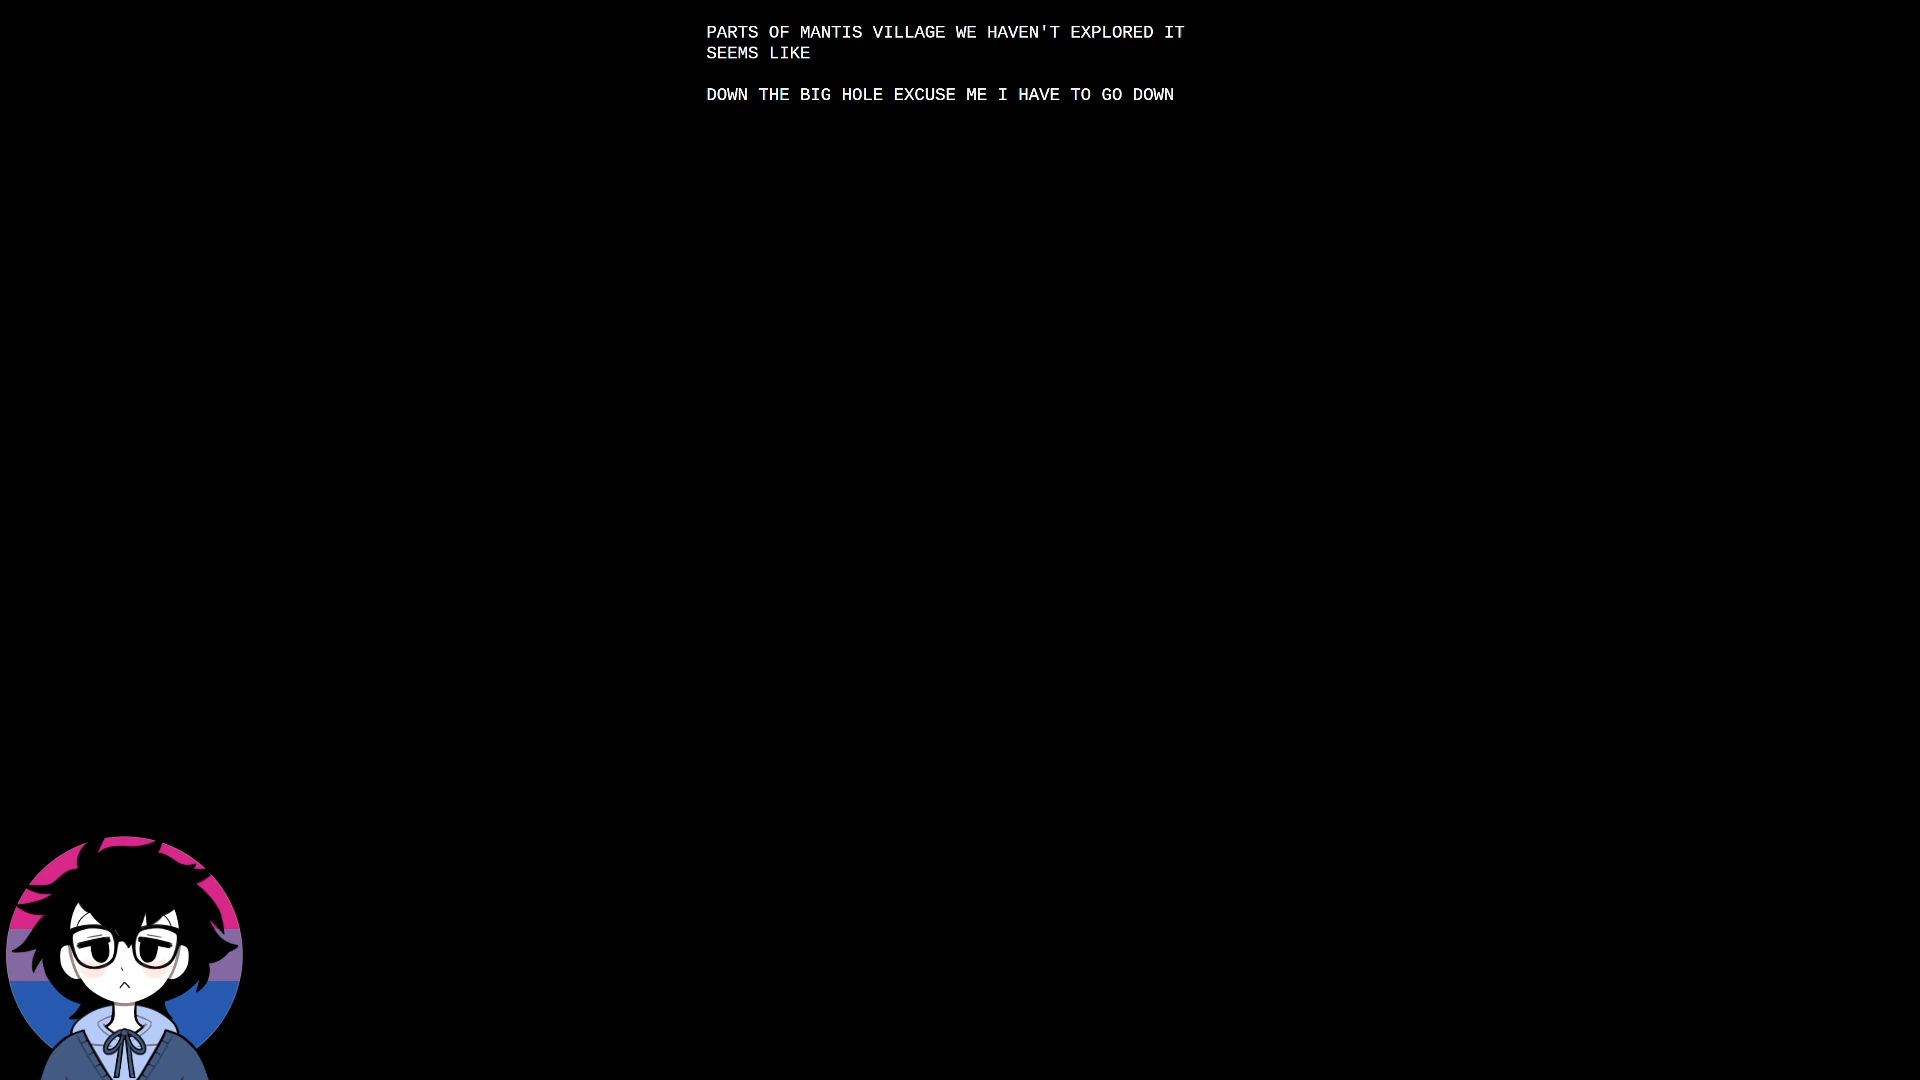 PARTS OF MANTIS VILLAGE WE HAVEN'T EXPLORED IT
SEEMS LIKE
DOWN THE BIG HOLE EXCUSE ME I HAVE TO GO DOWN